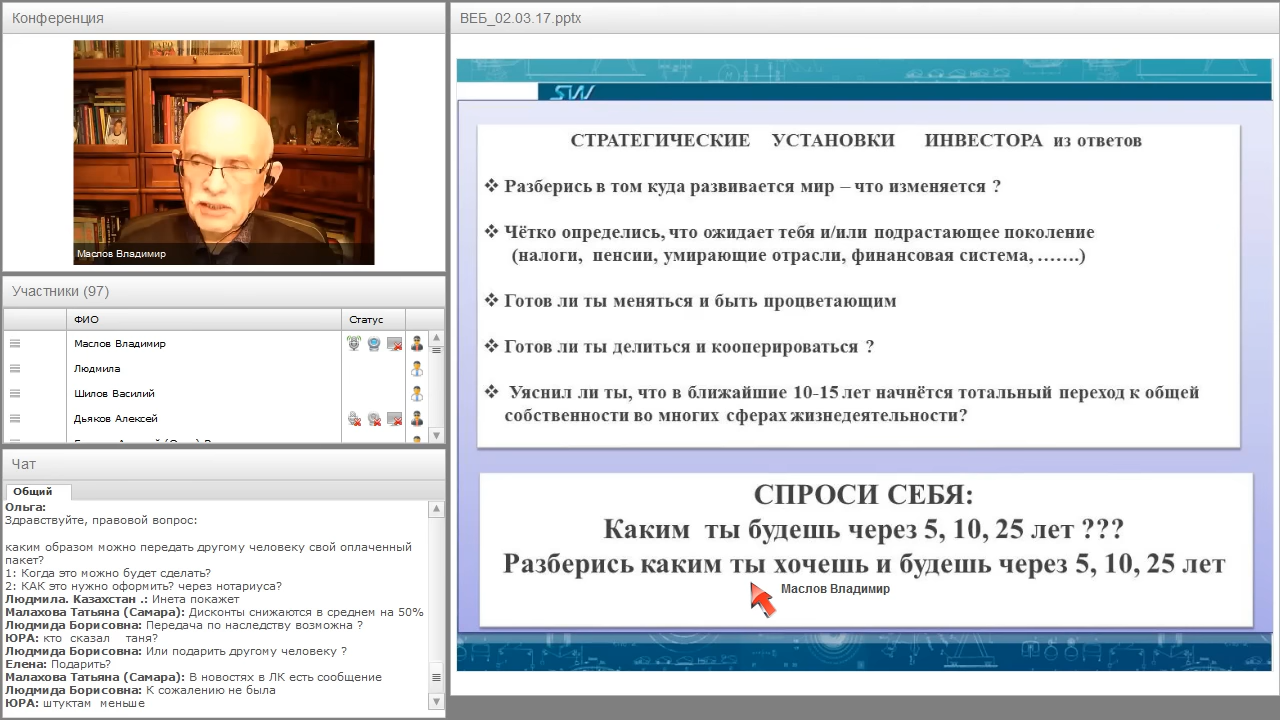 Конференция
Маслов Владимир
Участники (97)
ФИО
Статус
Маслов Владимир
Людмила
Шилов Василий
Дьяков Алексей
Чат
Общий
Ольга:
Здравствуйте, правовой вопрос:
каким образом можно передать другому человеку свой оплаченный
пакет?
1: Когда это можно будет сделать?
2: КАК это нужно оформить? через нотариуса?
Людмила. Казахстан .: Инета покажет
Малахова Татьяна (Самара): Дисконты снижаются в среднем на 50%
Людмида Борисовна: Передача по наследству возможна ?
ЮРА: кто сказал таня?
Людмида Борисовна: Или подарить другому человеку ?
Елена: Подарить?
Малахова Татьяна (Самара): В новостях в ЛК есть сообщение
Людмида Борисовна: К сожалению не была
ЮРА: штуктам меньше
ВЕБ_02.03.17.pptx
SW
СТРАТЕГИЧЕСКИЕ УСТАНОВКИ ИНВЕСТОРА из ответов
❖ Разберись в том куда развивается мир – что изменяется ?
❖ Чётко определись, что ожидает тебя и/или подрастающее поколение
(налоги, пенсии, умирающие отрасли, финансовая система, …….)
❖ Готов ли ты меняться и быть процветающим
❖ Готов ли ты делиться и кооперироваться ?
❖ Уяснил ли ты, что в ближайшие 10-15 лет начнётся тотальный переход к общей
собственности во многих сферах жизнедеятельности?
СПРОСИ СЕБЯ:
Каким ты будешь через 5, 10, 25 лет ???
Разберись каким ты хочешь и будешь через 5, 10, 25 лет
Маслов Владимир